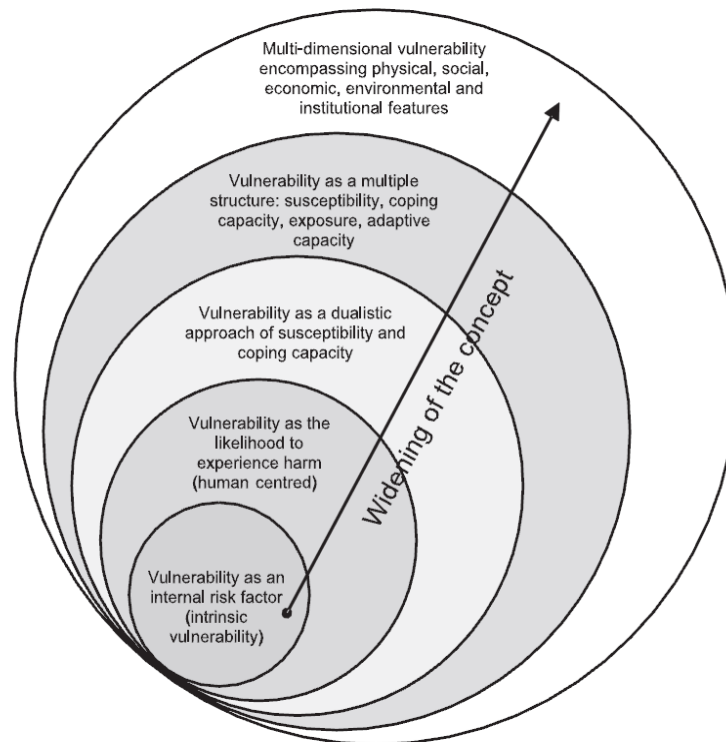 Multi-dimensional vulnerability
encompassing physical, social,
economic, environmental and
institutional features
Vulnerability as a multiple
structure: susceptibility, coping
capacity, exposure, adaptive
capacity
Vulnerability as a dualistic
approach of susceptibility and
coping capacity
Vulnerability as the
likelihood to
experience harm
(human centred)
Vulnerability as an
internal risk factor
(intrinsic
vulnerability)
Widening of the concept